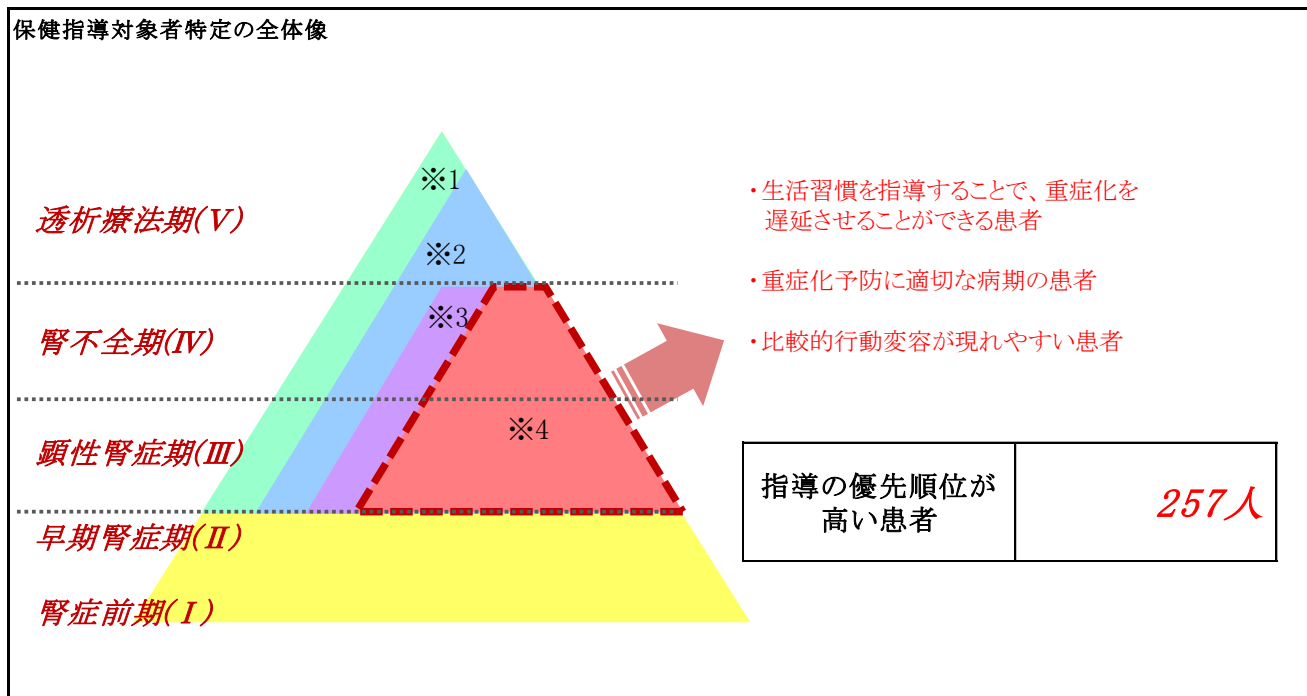 保健指導対象者特定の全体像
※1
透析療法期(Ⅴ)
※2
※3
腎不全期(Ⅳ)
※4
顕性腎症期(Ⅲ)
早期腎症期(Ⅱ)
腎症前期(Ⅰ)
・生活習慣を指導することで、重症化を
遅延させることができる患者
・重症化予防に適切な病期の患者
・比較的行動変容が現れやすい患者
指導の優先順位が
高い患者
257人